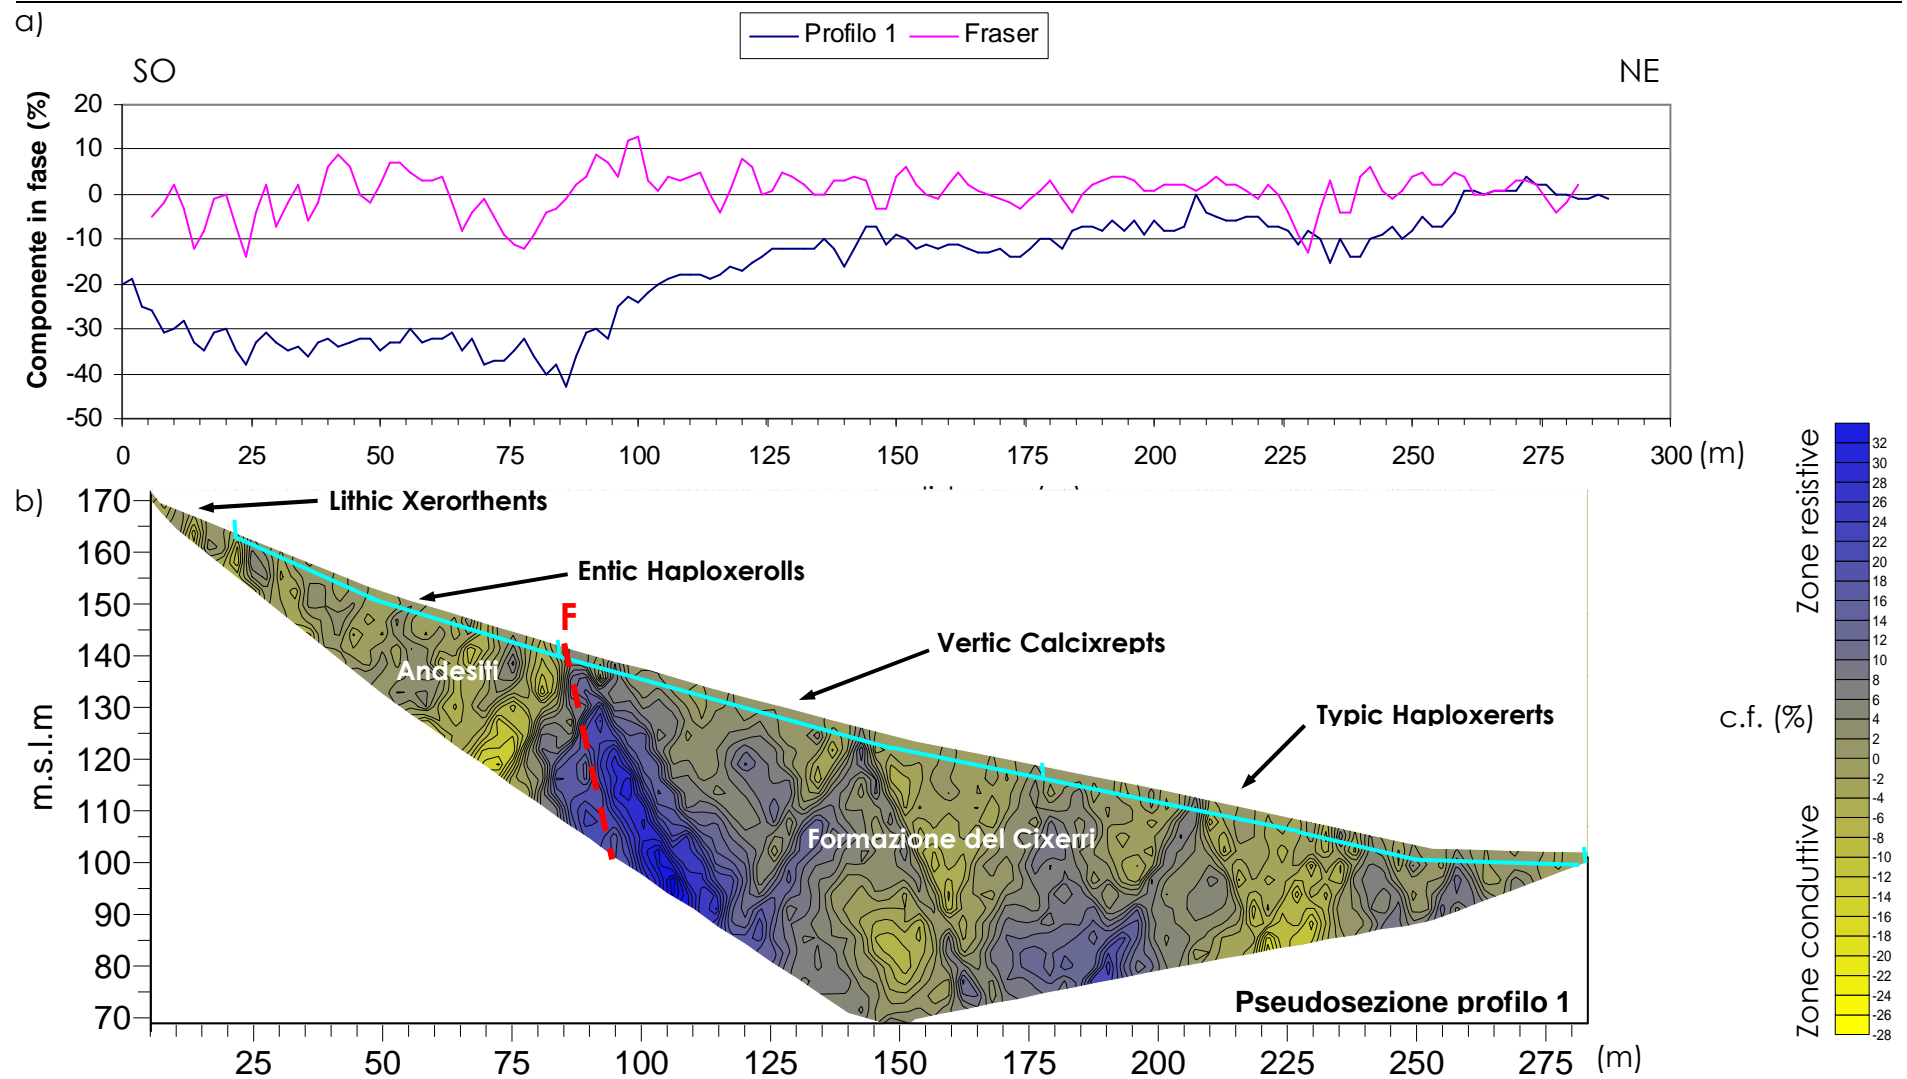 a)
Profilo 1 Fraser
SO NE
Componente in fase (%)
20
10
0
-10
-20
-30
-40
-50
0 25 50 75 100 125 150 175 200 225 250 275 300 (m)
b)
m.s.l.m
170
160
150
140
130
120
110
100
90
80
70
Lithic Xerorthents
Entic Haploxerolls
F
Vertic Calcixrepts
Andesiti
Typic Haploxererts
Formazione del Cixerri
Pseudosezione profilo 1
25 50 75 100 125 150 175 200 225 250 275 (m)
Zone resistive
c.f. (%)
Zone conduttive
32
30
28
26
24
22
20
18
16
14
12
10
8
6
4
2
0
-2
-4
-6
-8
-10
-12
-14
-16
-18
-20
-22
-24
-26
-28